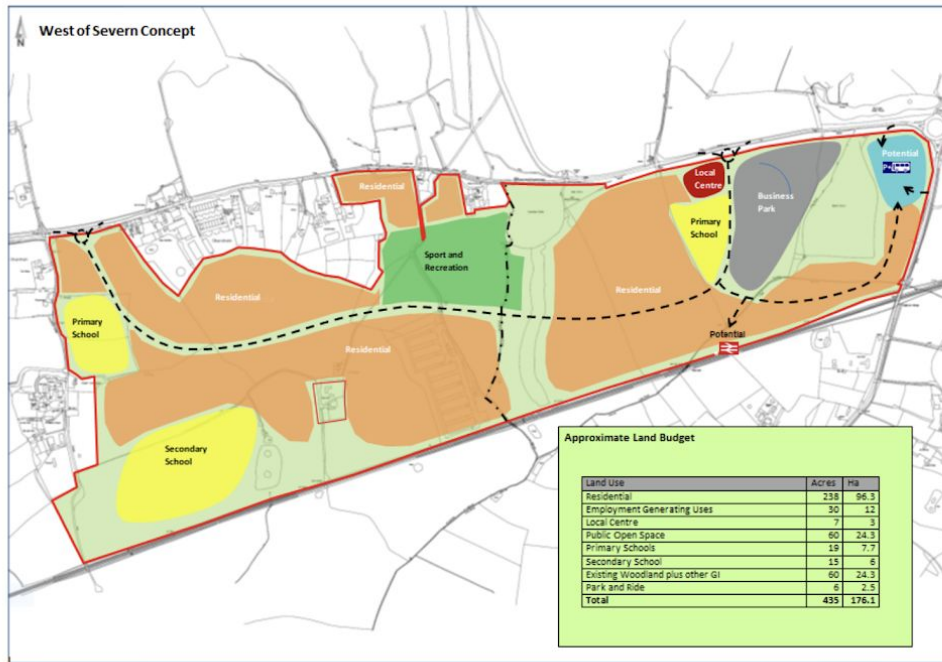 West of Severn Concept
N
Residential
Local
Centre
Potential
P+
Business
Park
Primary
School
Sport and
Recreation
Residential
Residential
Primary
School
Residential
Potential
Secondary
School
Approximate Land Budget
Land Use Acres Ha
Residential 238 96.3
Employment Generating Uses 30 12
Local Centre 7 3
Public Open Space 60 24.3
Primary Schools 19 7.7
Secondary School 15 6
Existing Woodland plus other GI 60 24.3
Park and Ride 6 2.5
Total 435 176.1